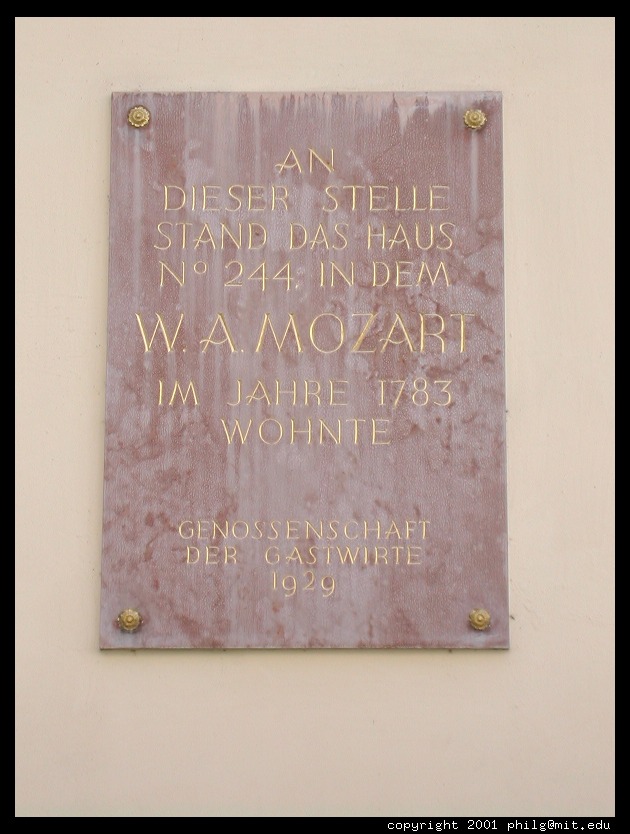 AN
DIESER STELLE
STAND DAS HAUS
Nº 244, IN DEM
W. A. MOZART
IM JAHRE 1783
WOHNTE
GENOSSENSCHAFT
DER GASTWIRTE
1929
copyright 2001 philg@mit.edu